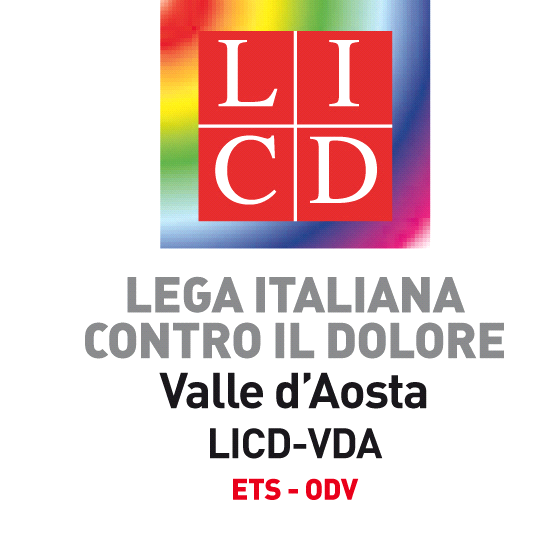 L I
C D
LEGA ITALIANA
CONTRO IL DOLORE
Valle d'Aosta
LICD-VDA
ETS - ODV